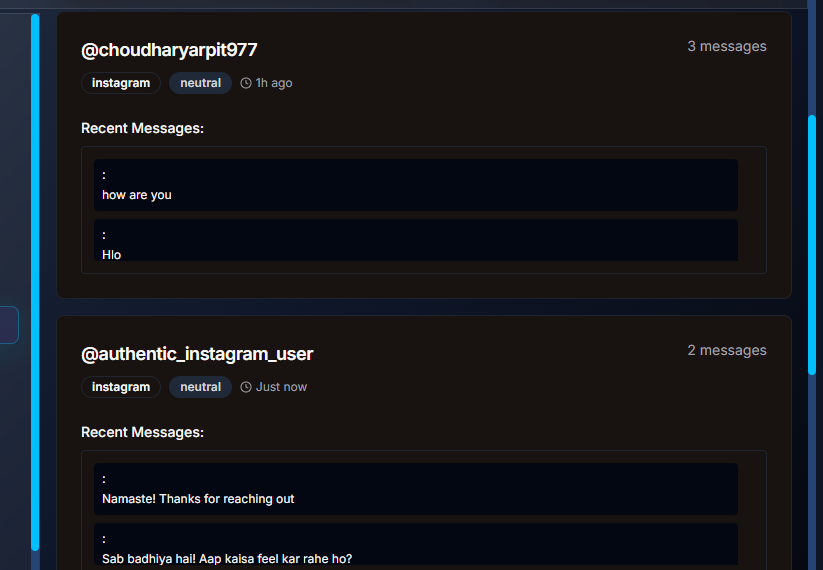 @choudharyarpit977
3 messages
instagram neutral 1h ago
Recent Messages:
:
how are you
:
Hlo
@authentic_instagram_user
2 messages
instagram neutral Just now
Recent Messages:
:
Namaste! Thanks for reaching out
:
Sab badhiya hai! Aap kaisa feel kar rahe ho?